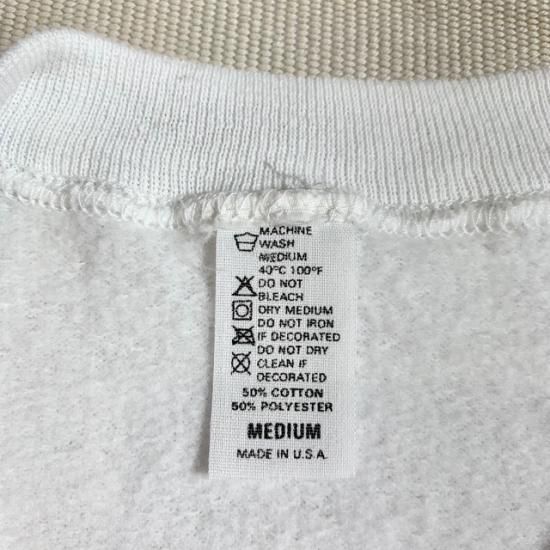 MACHINE
WASH
MEDIUM
40°C 100°F
DO NOT
BLEACH
DRY MEDIUM
DO NOT IRON
IF DECORATED
DO NOT DRY
CLEAN IF
DECORATED
50% COTTON
50% POLYESTER
MEDIUM
MADE IN U.S.A.